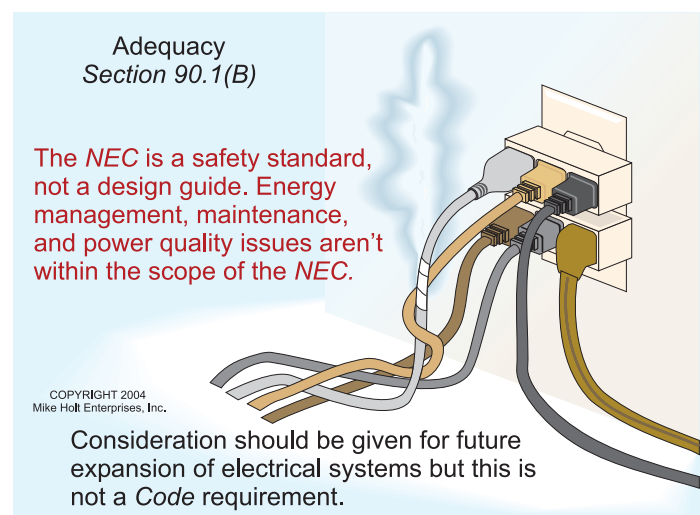 Adequacy
Section 90.1(B)
The NEC is a safety standard,
not a design guide. Energy
management, maintenance,
and power quality issues aren't
within the scope of the NEC.
COPYRIGHT 2004
Mike Holt Enterprises, Inc.
Consideration should be given for future
expansion of electrical systems but this is
not a Code requirement.